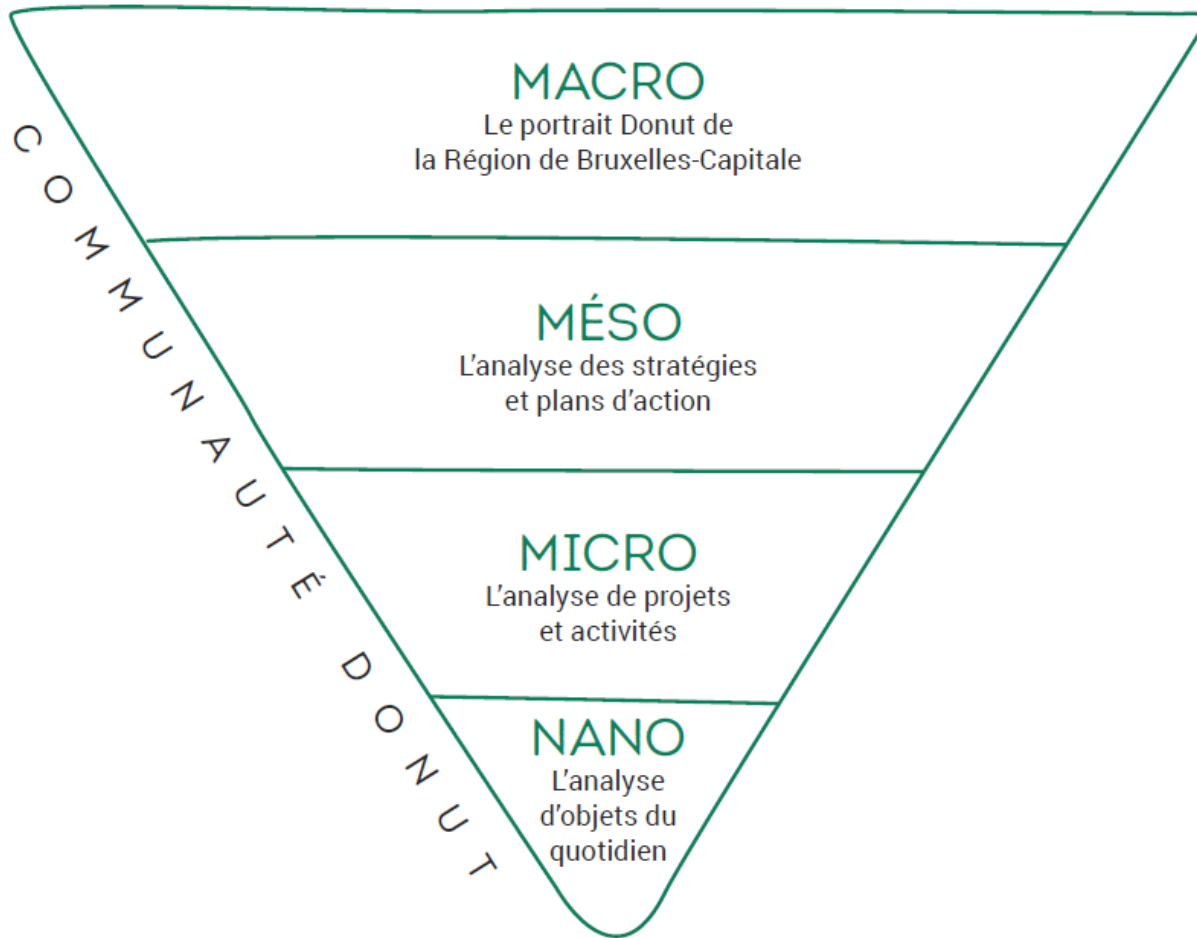 MACRO
Le portrait Donut de
la Région de Bruxelles-Capitale
MÉSO
L'analyse des stratégies
et plans d'action
MICRO
L'analyse de projets
et activités
NANO
L'analyse
d'objets du
quotidien
COMMUNAUTÉ DONUT